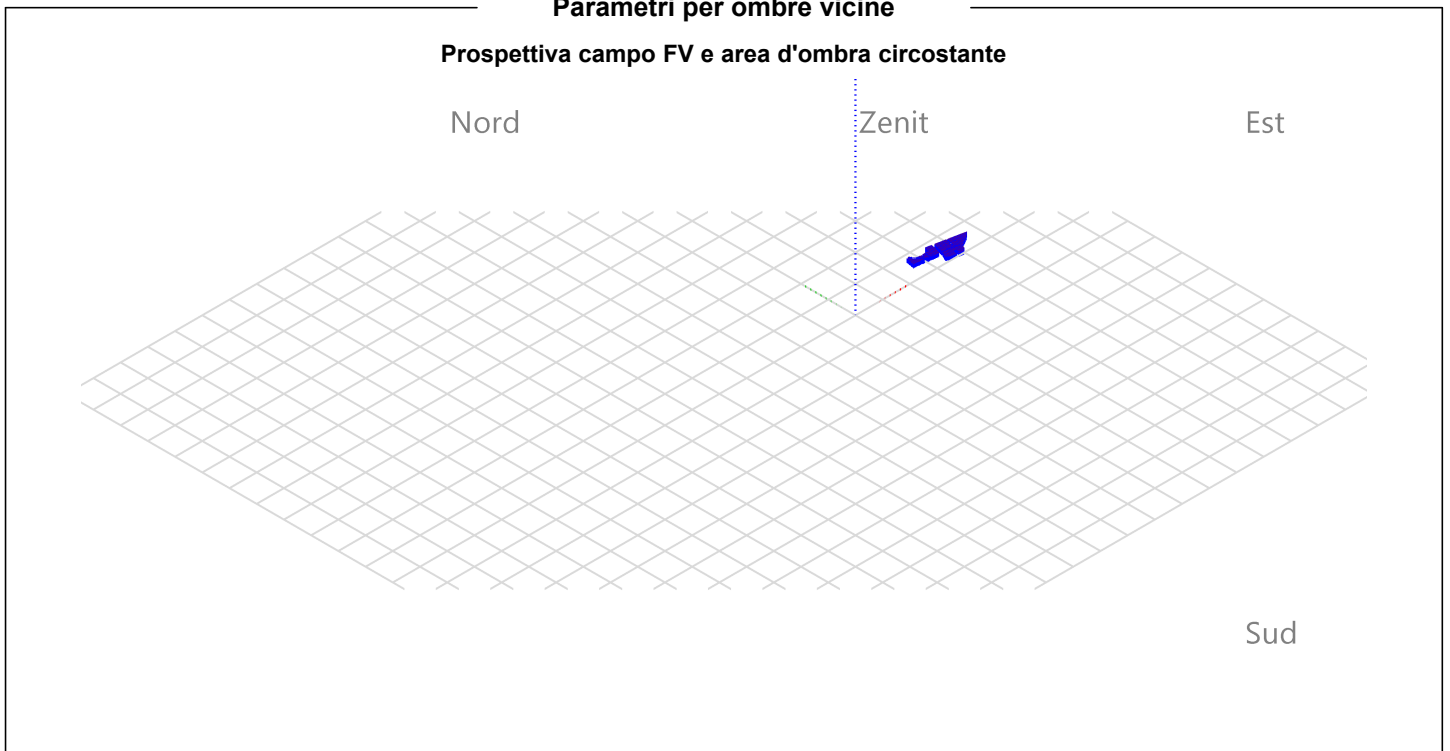 Parametri per ombre vicine
Prospettiva campo FV e area d'ombra circostante
Nord
Zenit
Est
Sud